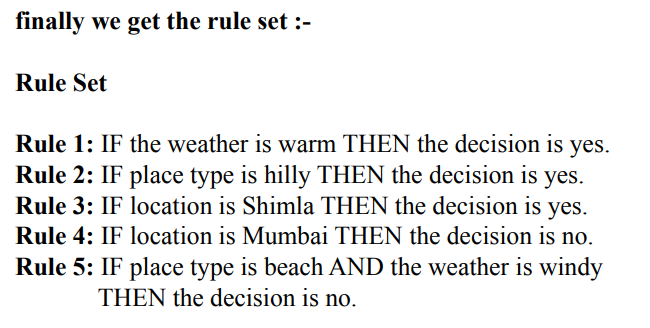 finally we get the rule set :-
Rule Set
Rule 1: IF the weather is warm THEN the decision is yes.
Rule 2: IF place type is hilly THEN the decision is yes.
Rule 3: IF location is Shimla THEN the decision is yes.
Rule 4: IF location is Mumbai THEN the decision is no.
Rule 5: IF place type is beach AND the weather is windy
THEN the decision is no.